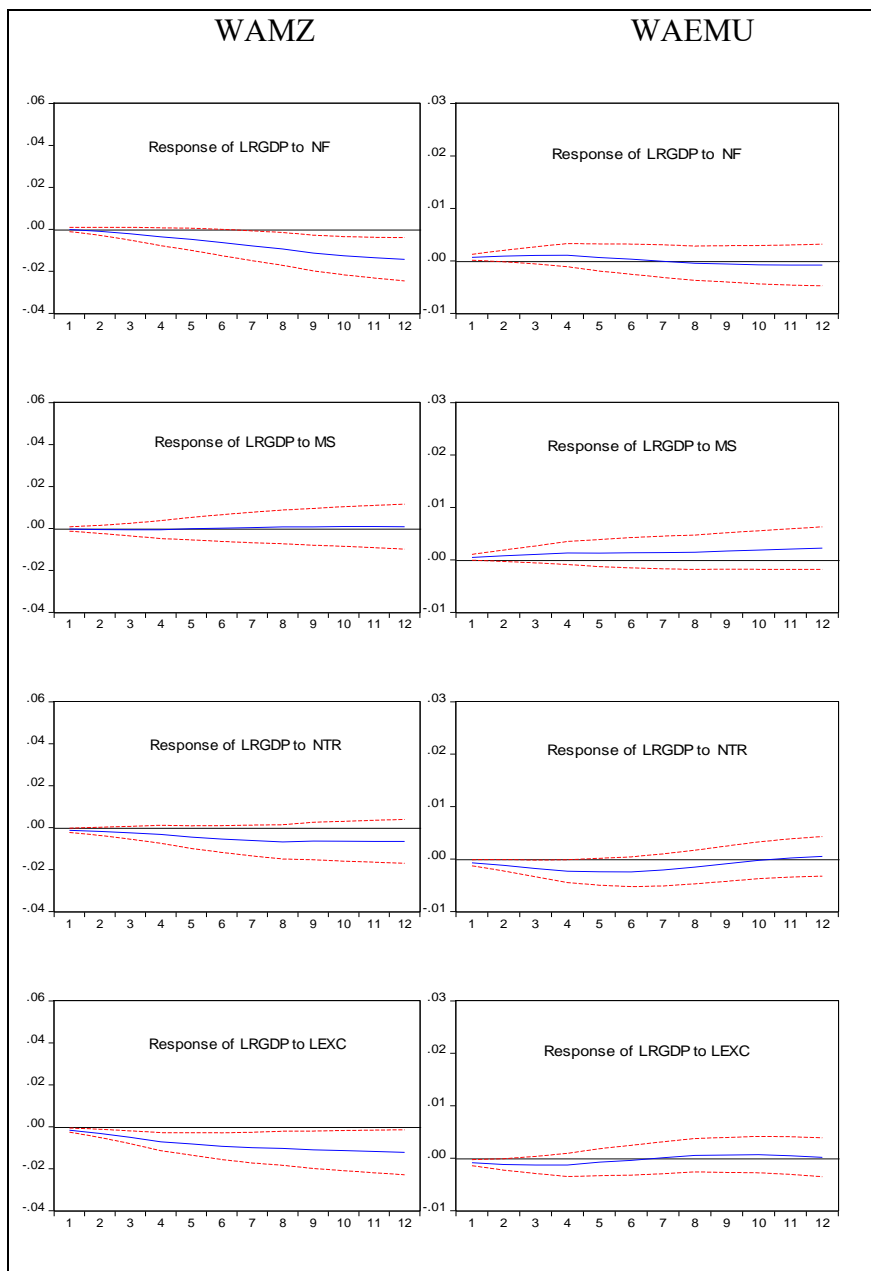 WAMZ WAEMU
.06 .03
Response of LRGDP to NF Response of LRGDP to NF
.04 .02
.02 .01
.00 .00
-.02
-.04 -.01
1 2 3 4 5 6 7 8 9 10 11 12 1 2 3 4 5 6 7 8 9 10 11 12
.06 .03
Response of LRGDP to MS Response of LRGDP to MS
.04 .02
.02 .01
.00 .00
-.02
-.04 -.01
1 2 3 4 5 6 7 8 9 10 11 12 1 2 3 4 5 6 7 8 9 10 11 12
.06 .03
Response of LRGDP to NTR Response of LRGDP to NTR
.04 .02
.02 .01
.00 .00
-.02
-.04 -.01
1 2 3 4 5 6 7 8 9 10 11 12 1 2 3 4 5 6 7 8 9 10 11 12
.06 .03
Response of LRGDP to LEXC Response of LRGDP to LEXC
.04 .02
.02 .01
.00 .00
-.02
-.04 -.01
1 2 3 4 5 6 7 8 9 10 11 12 1 2 3 4 5 6 7 8 9 10 11 12